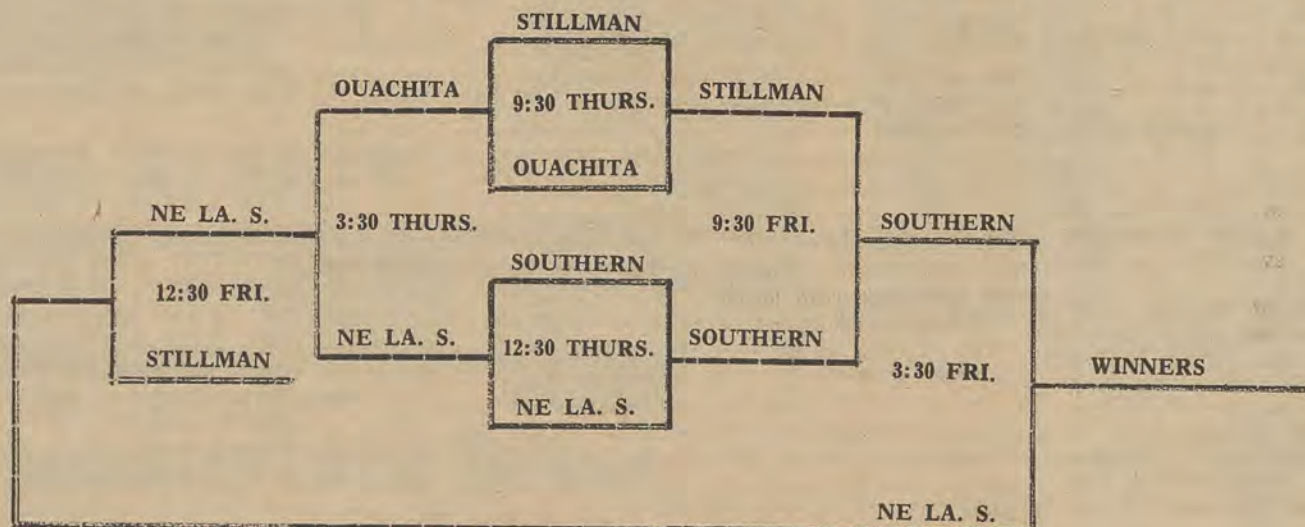 STILLMAN
OUACHITA
9:30 THURS.
STILLMAN
OUACHITA
NE LA. S.
3:30 THURS.
9:30 FRI.
SOUTHERN
SOUTHERN
12:30 FRI.
NE LA. S.
12:30 THURS.
SOUTHERN
STILLMAN
3:30 FRI.
WINNERS
NE LA. S.
NE LA. S.